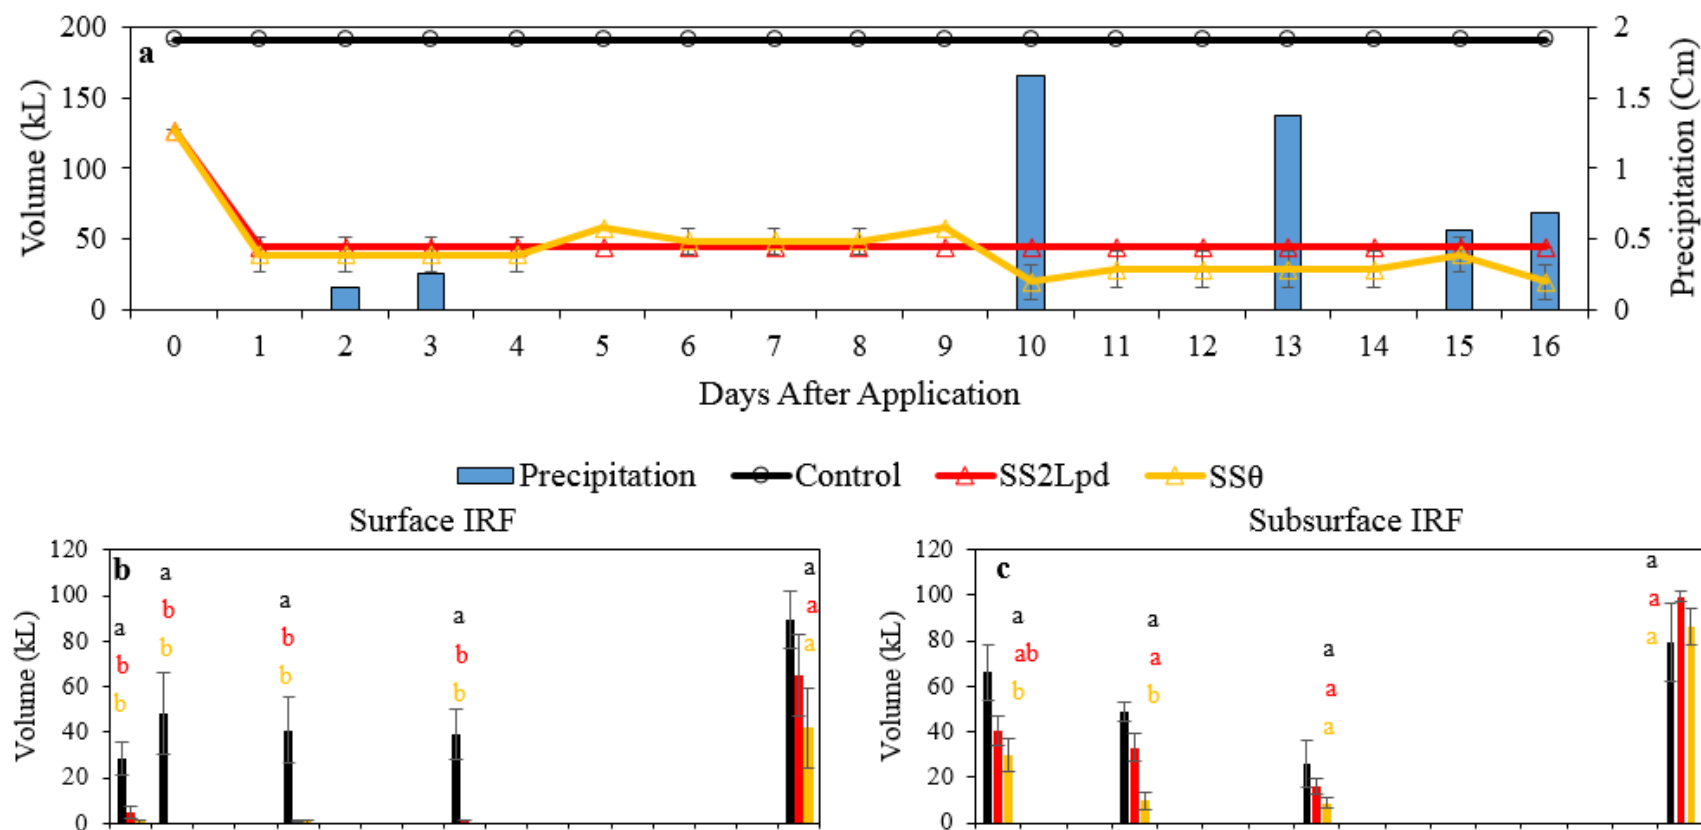 a
Volume (kL)
200
150
100
50
0
2
1.5
1
0.5
0
Precipitation (Cm)
0 1 2 3 4 5 6 7 8 9 10 11 12 13 14 15 16
Days After Application
Precipitation Control SS2Lpd SSθ
Surface IRF
b
Volume (kL)
120
100
80
60
40
20
0
a
b
b
a
b
b
a
b
b
a
b
b
a
a
a
Subsurface IRF
c
Volume (kL)
120
100
80
60
40
20
0
a
ab
b
a
a
b
a
a
a
a
a
a